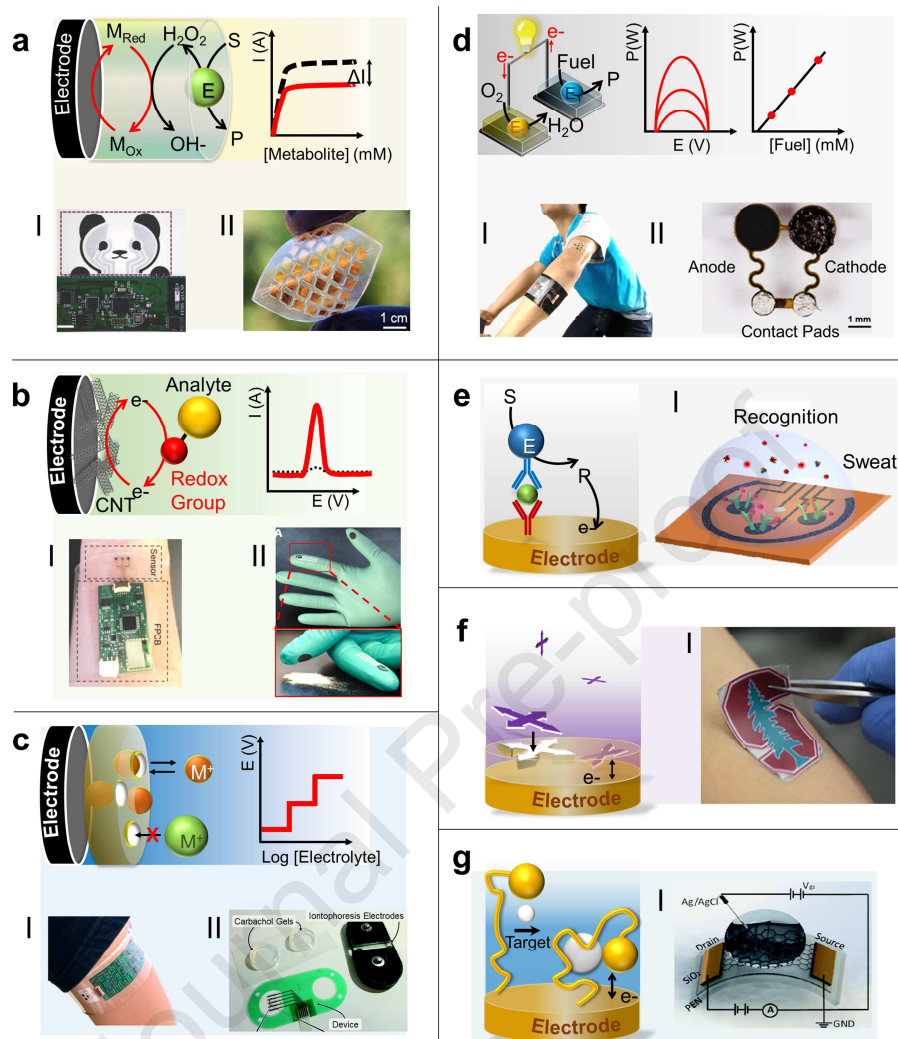 a
Electrode
M_Red
H₂O₂
S
E
M_Ox
OH-
P
I (A)
ΔI
[Metabolite] (mM)
I
II
1 cm
b
Electrode
e-
Analyte
e-
CNT
Redox
Group
I (A)
E (V)
I
Sensor
FPCB
II
A
c
Electrode
M⁺
M⁺
X
E (V)
Log [Electrolyte]
I
II
Carbachol Gels
Iontophoresis Electrodes
Device
d
e-
e-
Fuel
O₂
E
P
E
H₂O
P(W)
E (V)
P(W)
[Fuel] (mM)
I
II
Anode
Cathode
Contact Pads
1 mm
e
S
E
R
e-
Electrode
I
Recognition
Sweat
f
e-
Electrode
I
g
Target
e-
Electrode
I
Ag/AgCl
Vgs
Drain
Source
SiO₂
PEN
A
GND
Journal Pre-proof